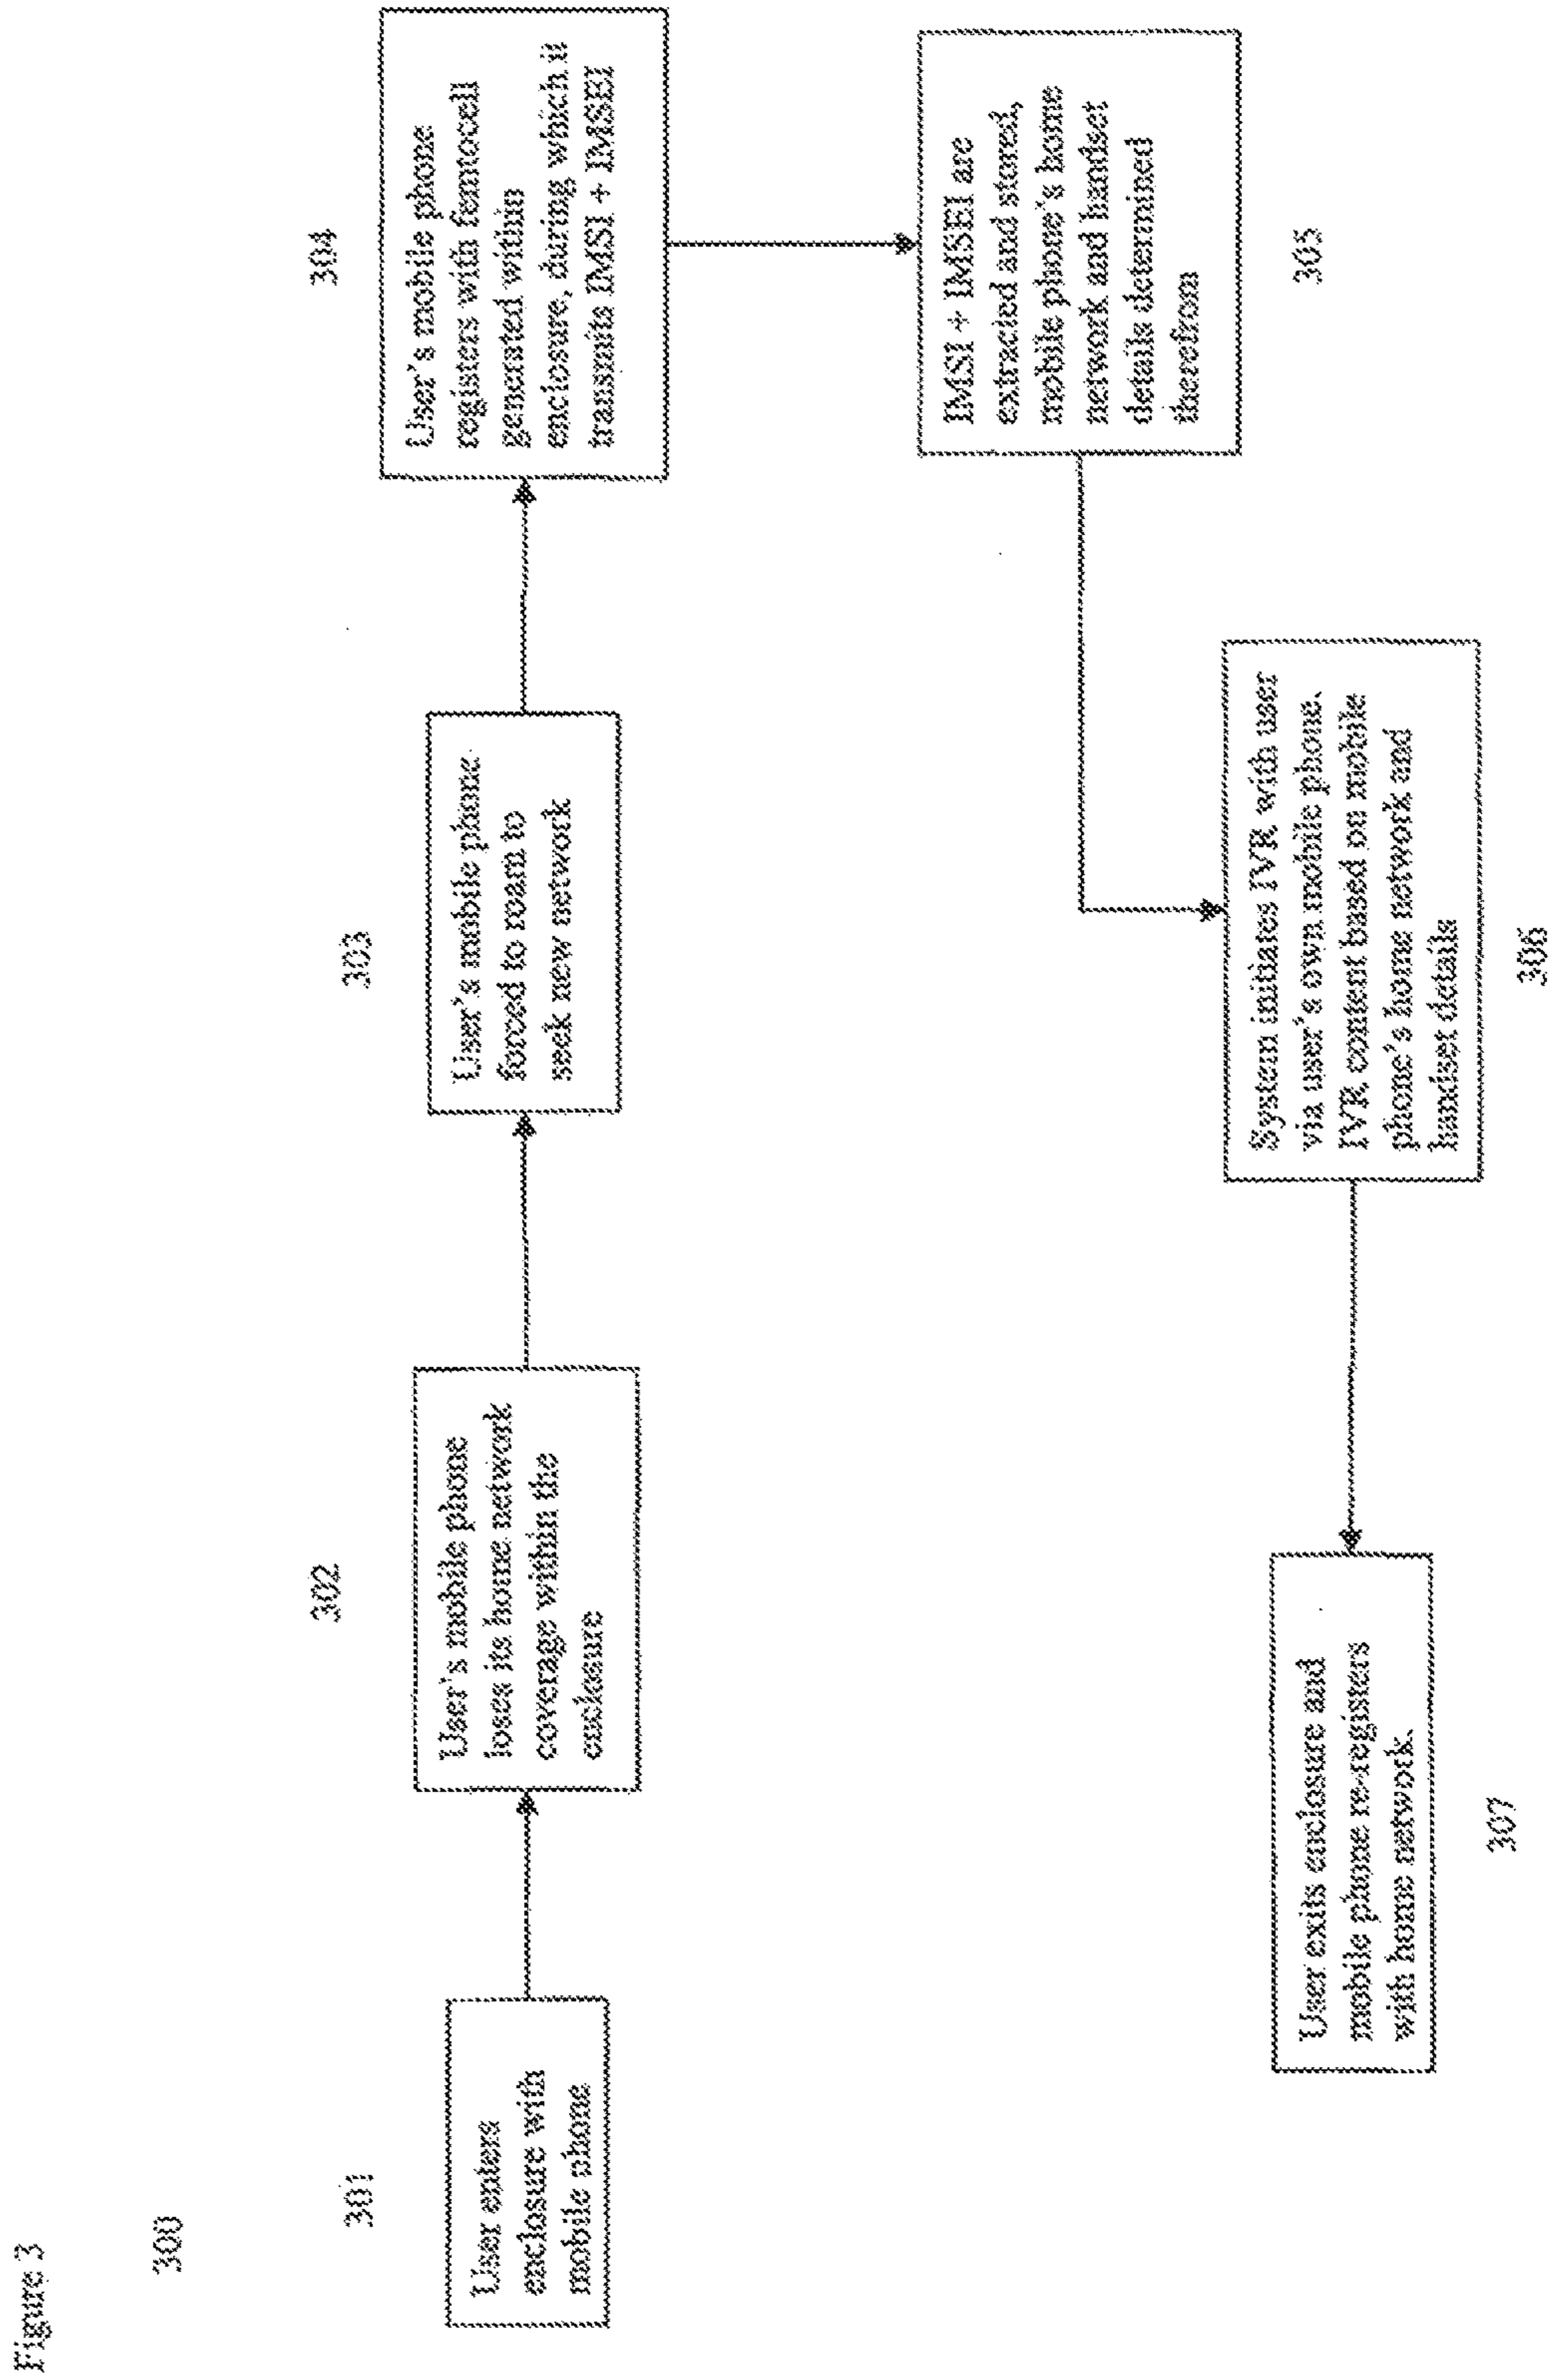 Figure 3
300
301
User enters
enclosure with
mobile phone
302
User's mobile phone
loses its home network
coverage within the
enclosure
303
User's mobile phone
forced to roam to
seek new network
304
User's mobile phone
registers with femtocell
generated within
enclosure, during which it
transmits IMSI + IMSEI
IMSI + IMSEI are
extracted and stored,
mobile phone's home
network and handset
details determined
therefrom
305
System initiates IVR with user
via user's own mobile phone.
IVR content based on mobile
phone's home network and
handset details
306
User exits enclosure and
mobile phone re-registers
with home network.
307